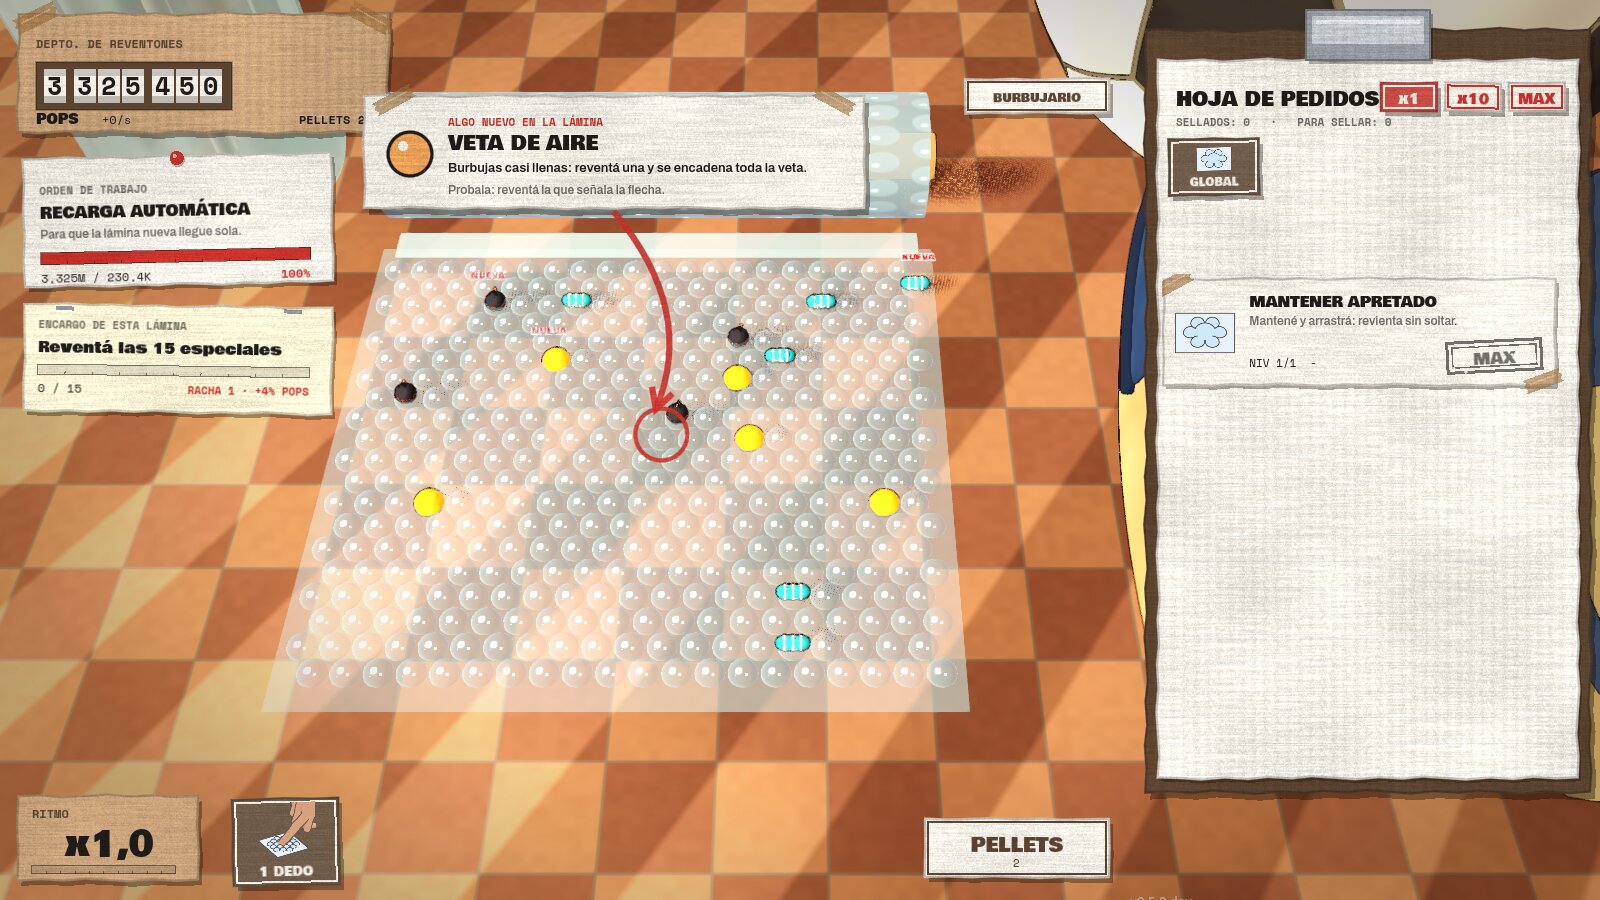 DEPTO. DE REVENTONES
3 325 450
POPS +0/s PELLETS 2
ORDEN DE TRABAJO
RECARGA AUTOMÁTICA
Para que la lámina nueva llegue sola.
3.325M / 230.4K 100%
ENCARGO DE ESTA LÁMINA
Reventá las 15 especiales
0 / 15 RACHA 1 · +4% POPS
ALGO NUEVO EN LA LÁMINA
VETA DE AIRE
Burbujas casi llenas: reventá una y se encadena toda la veta.
Probala: reventá la que señala la flecha.
BURBUJARIO
NUEVA
NUEVA
NUEVA
HOJA DE PEDIDOS x1 x10 MAX
SELLADOS: 0 · PARA SELLAR: 0
GLOBAL
MANTENER APRETADO
Mantené y arrastrá: revienta sin soltar.
NIV 1/1 -
MAX
RITMO
x1,0
1 DEDO
PELLETS
2